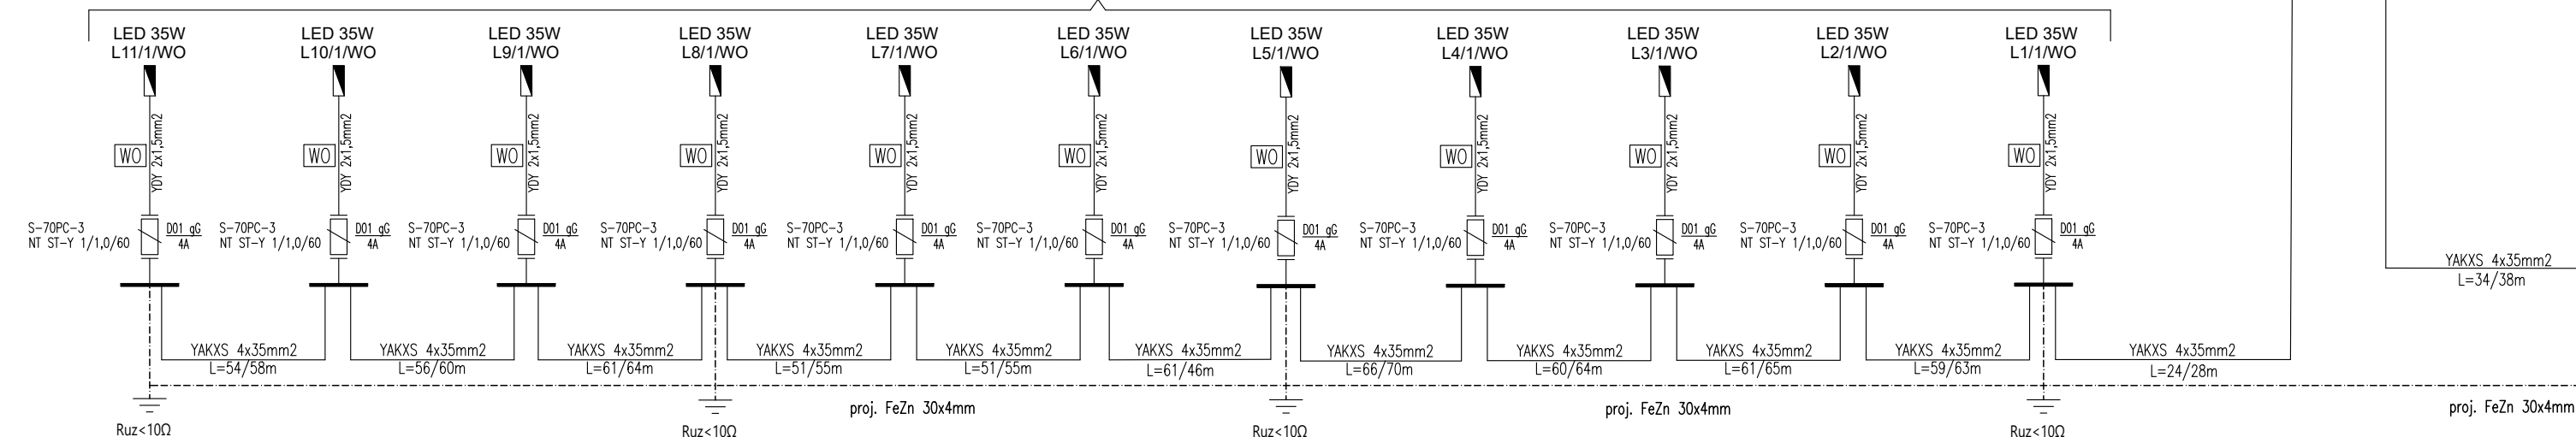 LED 35W LED 35W LED 35W LED 35W LED 35W LED 35W LED 35W LED 35W LED 35W LED 35W LED 35W
L11/1/WO L10/1/WO L9/1/WO L8/1/WO L7/1/WO L6/1/WO L5/1/WO L4/1/WO L3/1/WO L2/1/WO L1/1/WO
YDY 2x1,5mm2 YDY 2x1,5mm2 YDY 2x1,5mm2 YDY 2x1,5mm2 YDY 2x1,5mm2 YDY 2x1,5mm2 YDY 2x1,5mm2 YDY 2x1,5mm2 YDY 2x1,5mm2 YDY 2x1,5mm2 YDY 2x1,5mm2
WO WO WO WO WO WO WO WO WO WO WO
S-70PC-3 D01 gG S-70PC-3 D01 gG S-70PC-3 D01 gG S-70PC-3 D01 gG S-70PC-3 D01 gG S-70PC-3 D01 gG S-70PC-3 D01 gG S-70PC-3 D01 gG S-70PC-3 D01 gG S-70PC-3 D01 gG S-70PC-3 D01 gG
NT ST-Y 1/1,0/60 4A NT ST-Y 1/1,0/60 4A NT ST-Y 1/1,0/60 4A NT ST-Y 1/1,0/60 4A NT ST-Y 1/1,0/60 4A NT ST-Y 1/1,0/60 4A NT ST-Y 1/1,0/60 4A NT ST-Y 1/1,0/60 4A NT ST-Y 1/1,0/60 4A NT ST-Y 1/1,0/60 4A NT ST-Y 1/1,0/60 4A
YAKXS 4x35mm2
L=34/38m
YAKXS 4x35mm2 YAKXS 4x35mm2 YAKXS 4x35mm2 YAKXS 4x35mm2 YAKXS 4x35mm2 YAKXS 4x35mm2 YAKXS 4x35mm2 YAKXS 4x35mm2 YAKXS 4x35mm2 YAKXS 4x35mm2 YAKXS 4x35mm2
L=54/58m L=56/60m L=61/64m L=51/55m L=51/55m L=61/46m L=66/70m L=60/64m L=61/65m L=59/63m L=24/28m
proj. FeZn 30x4mm proj. FeZn 30x4mm proj. FeZn 30x4mm
Ruz<10Ω Ruz<10Ω Ruz<10Ω Ruz<10Ω